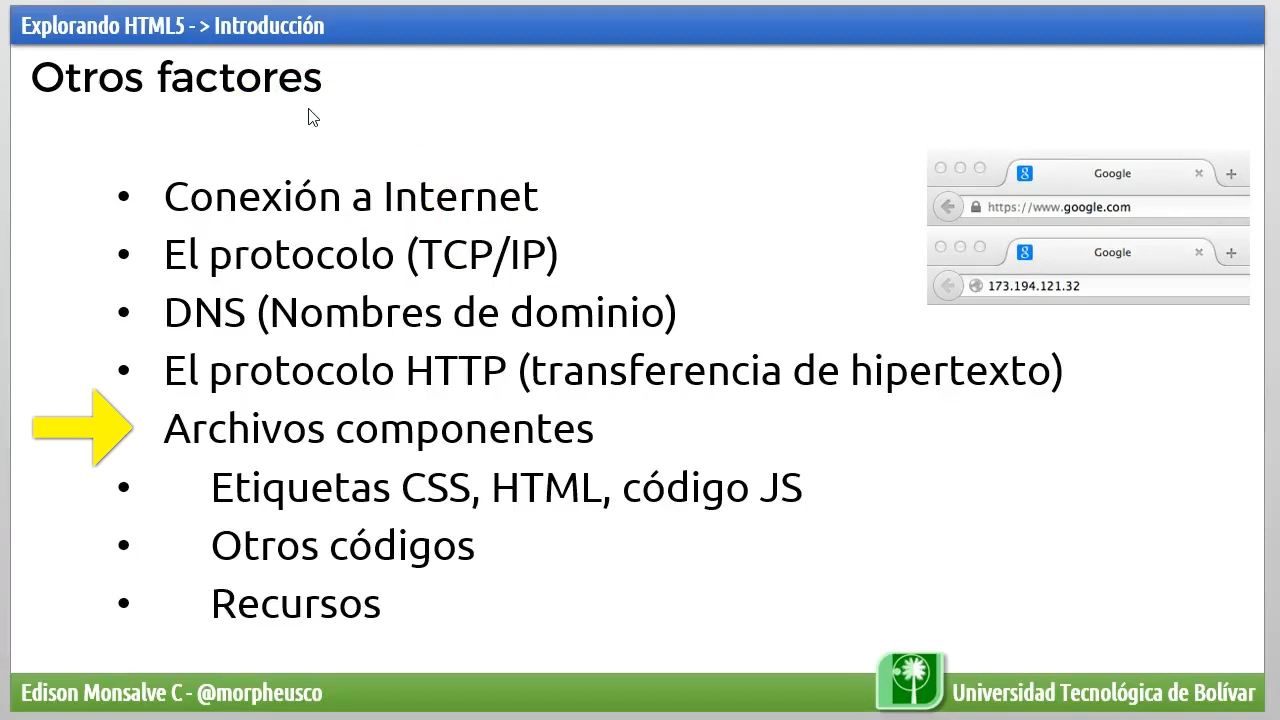 Explorando HTML5 - > Introducción
Otros factores
• Conexión a Internet
• El protocolo (TCP/IP)
• DNS (Nombres de dominio)
• El protocolo HTTP (transferencia de hipertexto)
Archivos componentes
• Etiquetas CSS, HTML, código JS
• Otros códigos
• Recursos
Google
https://www.google.com
Google
173.194.121.32
Edison Monsalve C - @morpheusco
Universidad Tecnológica de Bolívar